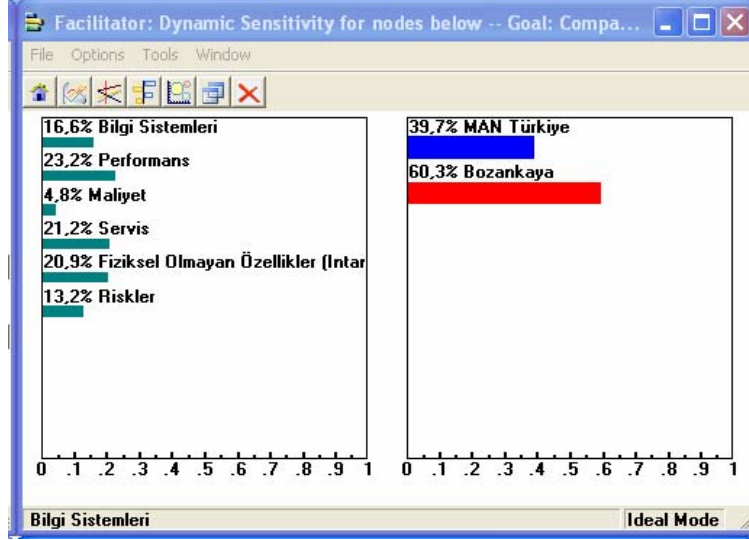 Facilitator: Dynamic Sensitivity for nodes below -- Goal: Compa...
File Options Tools Window
16,6% Bilgi Sistemleri
23,2% Performans
4,8% Maliyet
21,2% Servis
20,9% Fiziksel Olmayan Özellikler (Intar
13,2% Riskler
0 .1 .2 .3 .4 .5 .6 .7 .8 .9 1
39,7% MAN Türkiye
60,3% Bozankaya
0 .1 .2 .3 .4 .5 .6 .7 .8 .9 1
Bilgi Sistemleri
Ideal Mode